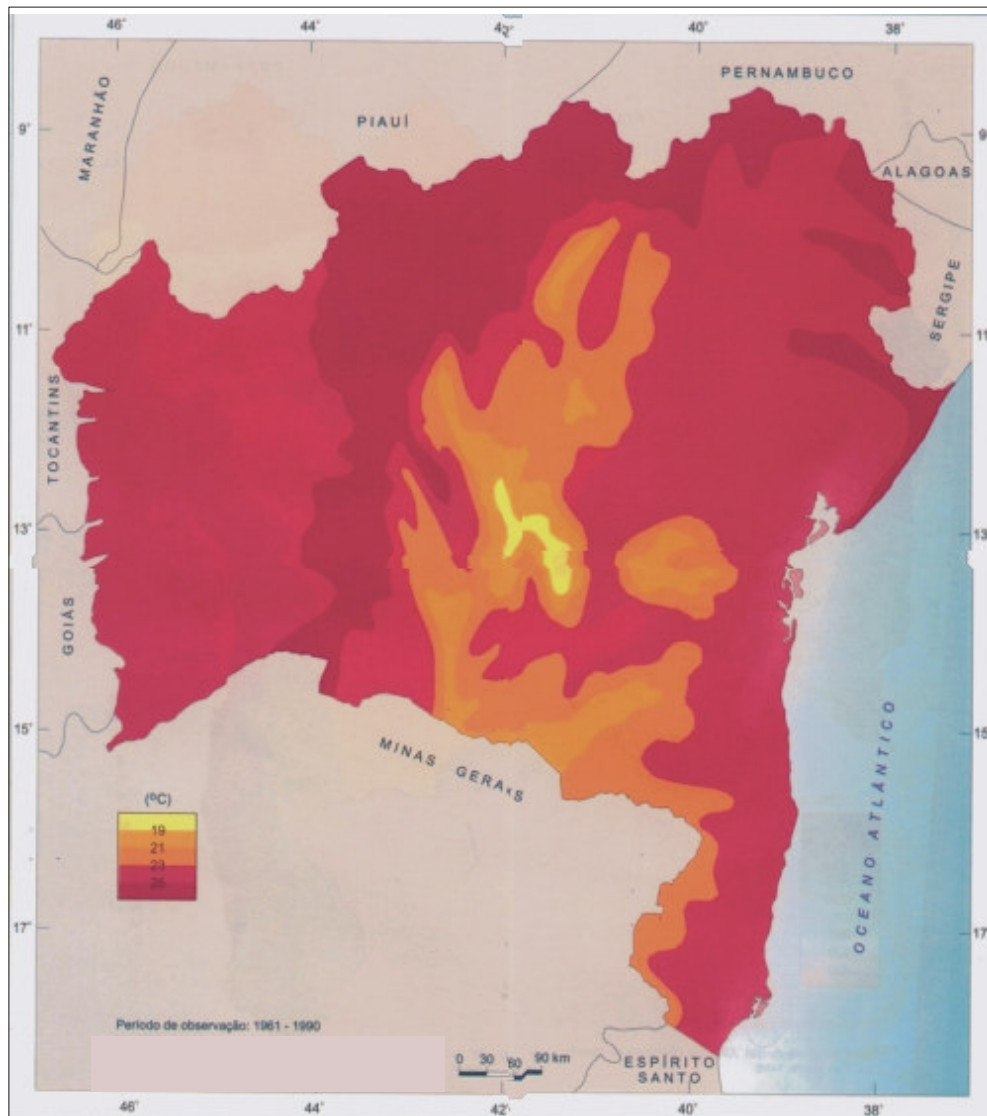 46° 44° 42 40° 38°
PERNAMBUCO
MARANHÃO
PIAUÍ
9° 9
ALAGOAS
SERGIPE
11° 11
TOCANTINS
13° 13
GOIÁS
15° 15
MINAS GERAxS
OCEANO ATLÂNTICO
(ºC)
19
21
23
25
17° 17
Período de observação: 1961 - 1990
0 30 60 90 km
ESPÍRITO
SANTO
46° 44° 42° 40° 38°